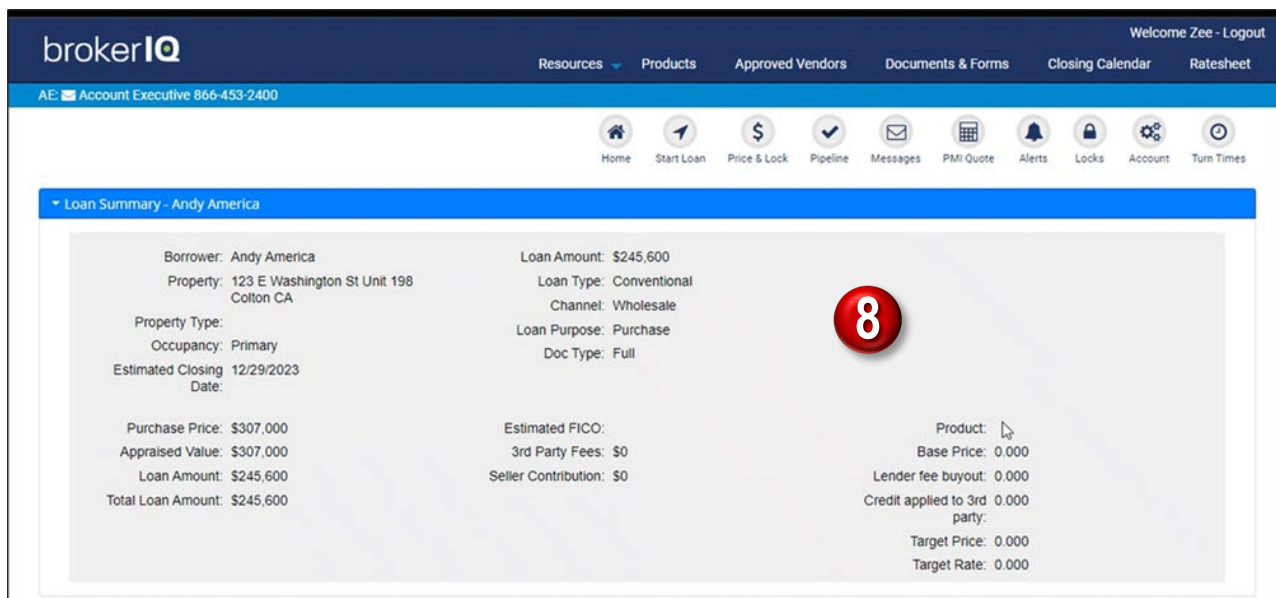 Welcome Zee - Logout
brokerIQ
Resources Products Approved Vendors Documents & Forms Closing Calendar Ratesheet
AE: Account Executive 866-453-2400
Home Start Loan Price & Lock Pipeline Messages PMI Quote Alerts Locks Account Turn Times
Loan Summary - Andy America
Borrower: Andy America
Property: 123 E Washington St Unit 198
Colton CA
Property Type:
Occupancy: Primary
Estimated Closing Date: 12/29/2023
Loan Amount: $245,600
Loan Type: Conventional
Channel: Wholesale
Loan Purpose: Purchase
Doc Type: Full
8
Purchase Price: $307,000
Appraised Value: $307,000
Loan Amount: $245,600
Total Loan Amount: $245,600
Estimated FICO:
3rd Party Fees: $0
Seller Contribution: $0
Product:
Base Price: 0.000
Lender fee buyout: 0.000
Credit applied to 3rd party: 0.000
Target Price: 0.000
Target Rate: 0.000